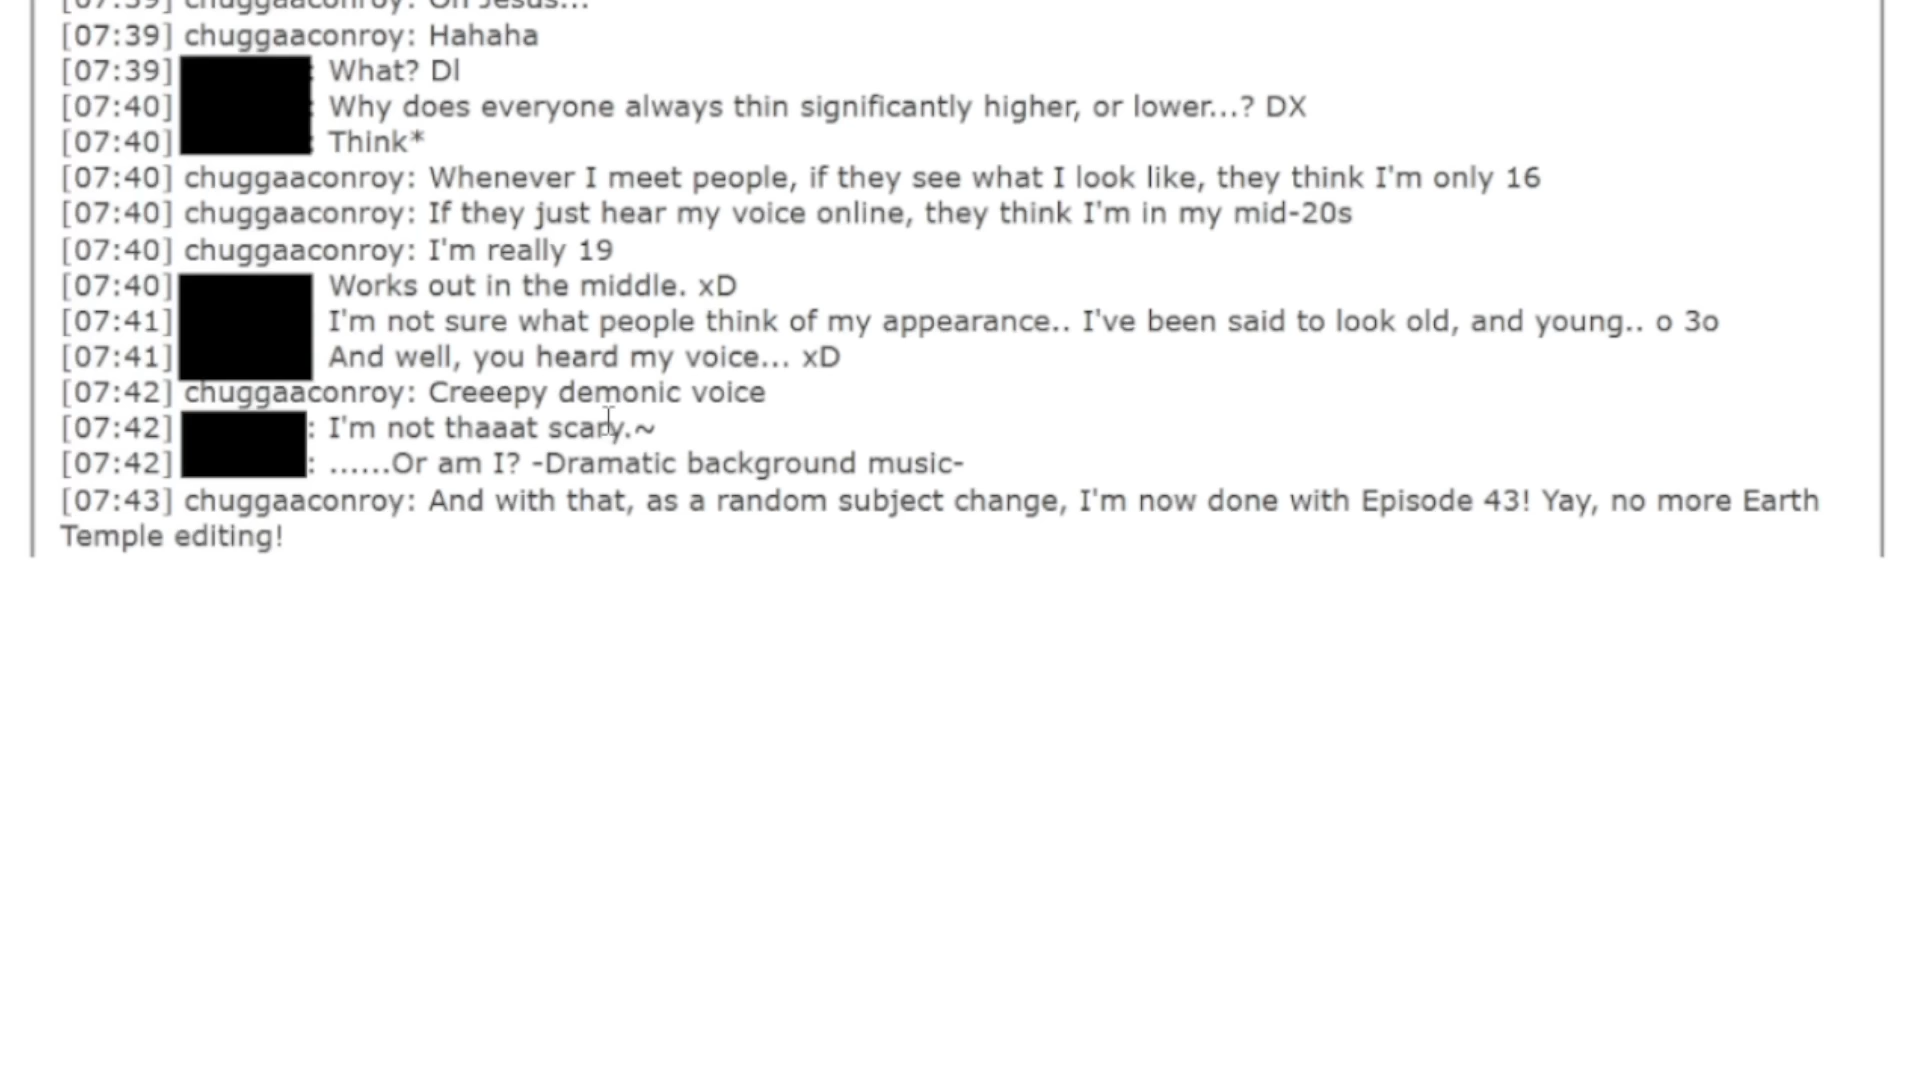 [07:39] chuggaaconroy: Oh Jesus...
[07:39] chuggaaconroy: Hahaha
[07:39] : What? Dl
[07:40] : Why does everyone always thin significantly higher, or lower...? DX
[07:40] : Think*
[07:40] chuggaaconroy: Whenever I meet people, if they see what I look like, they think I'm only 16
[07:40] chuggaaconroy: If they just hear my voice online, they think I'm in my mid-20s
[07:40] chuggaaconroy: I'm really 19
[07:40] Works out in the middle. xD
[07:41] I'm not sure what people think of my appearance.. I've been said to look old, and young.. o 3o
[07:41] And well, you heard my voice... xD
[07:42] chuggaaconroy: Creeepy demonic voice
[07:42] : I'm not thaaat scary.~
[07:42] : ......Or am I? -Dramatic background music-
[07:43] chuggaaconroy: And with that, as a random subject change, I'm now done with Episode 43! Yay, no more Earth
Temple editing!